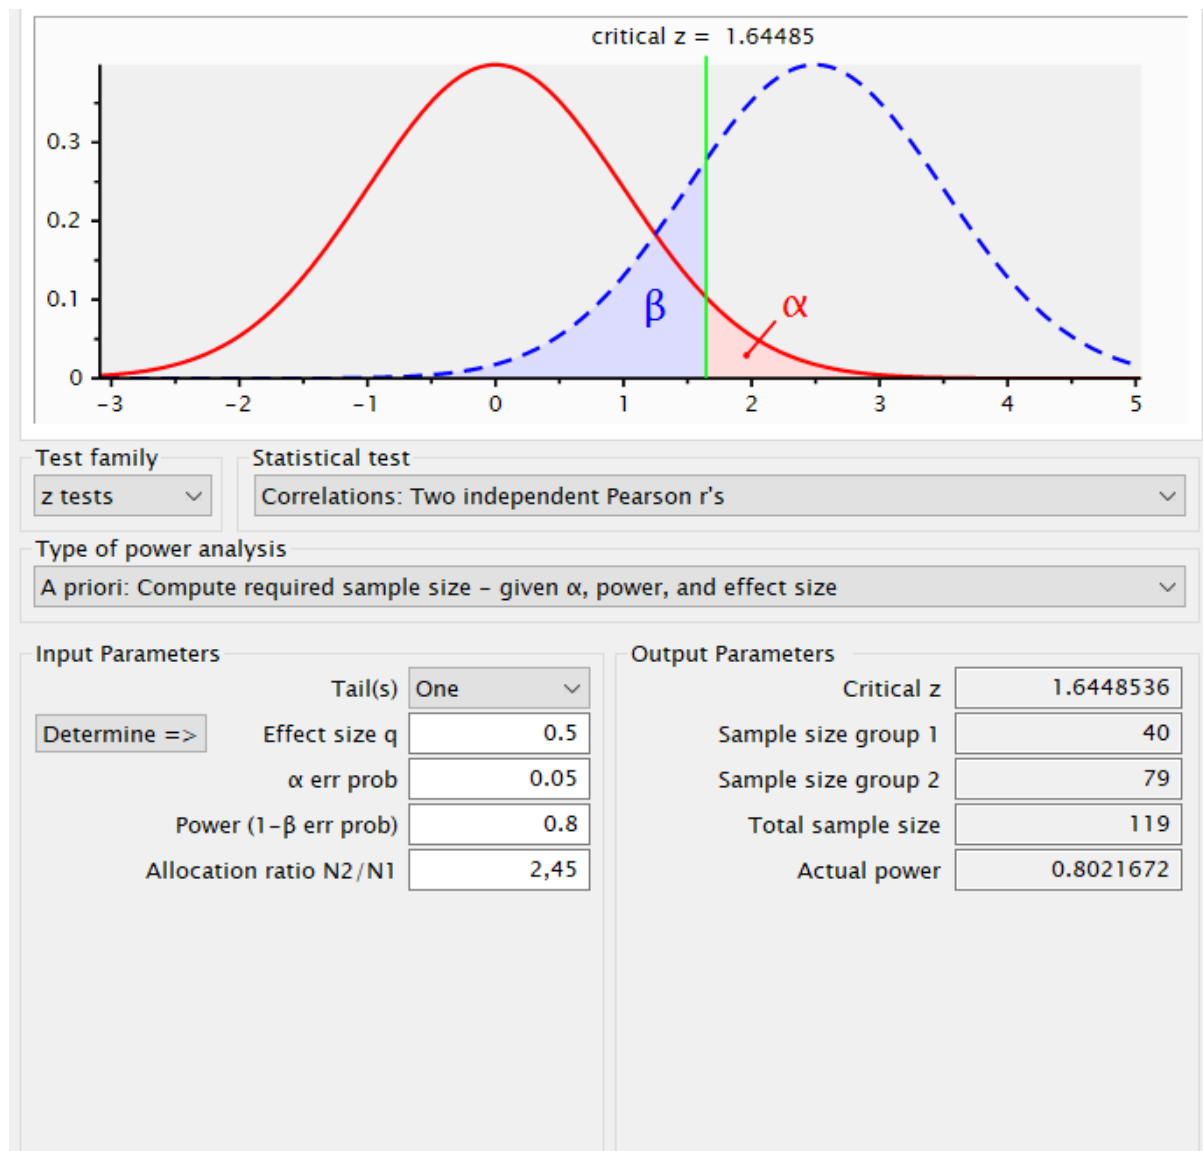 critical z = 1.64485
0.3
0.2
0.1
0
β
α
-3 -2 -1 0 1 2 3 4 5
Test family
z tests
Statistical test
Correlations: Two independent Pearson r's
Type of power analysis
A priori: Compute required sample size – given α, power, and effect size
Input Parameters
Tail(s) One
Determine => Effect size q 0.5
α err prob 0.05
Power (1-β err prob) 0.8
Allocation ratio N2/N1 2,45
Output Parameters
Critical z 1.6448536
Sample size group 1 40
Sample size group 2 79
Total sample size 119
Actual power 0.8021672